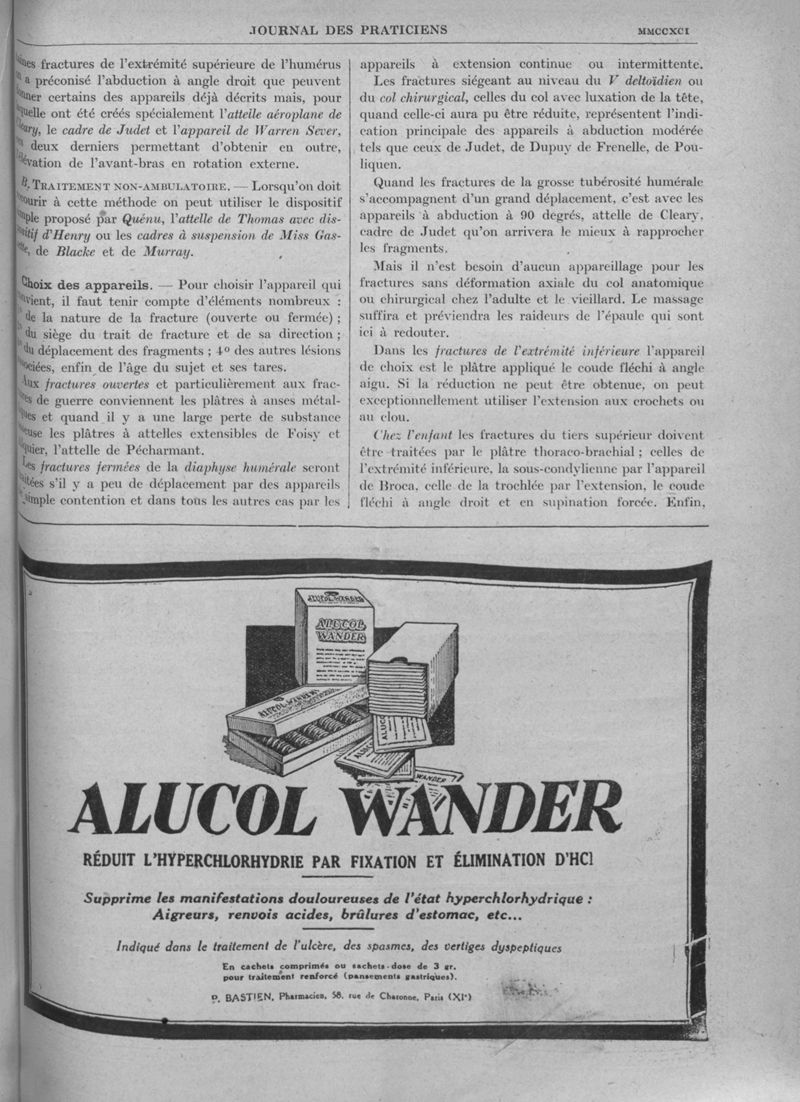 JOURNAL DES PRATICIENS
MMCCXCI
fractures de l'extrémité supérieure de l'humérus
a préconisé l'abduction à angle droit que peuvent
certains des appareils déjà décrits mais, pour
ont été créés spécialement l'attelle aéroplane de
le cadre de Judet et l'appareil de Warren Sever,
deux derniers permettant d'obtenir en outre,
de l'avant-bras en rotation externe.
B. TRAITEMENT NON-AMBULATOIRE. — Lorsqu'on doit
à cette méthode on peut utiliser le dispositif
proposé par Quénu, l'attelle de Thomas avec dis-
d'Henry ou les cadres à suspension de Miss Gas-
de Blacke et de Murray.
Choix des appareils. — Pour choisir l'appareil qui
il faut tenir compte d'éléments nombreux :
de la nature de la fracture (ouverte ou fermée) ;
du siège du trait de fracture et de sa direction ;
du déplacement des fragments ; 4° des autres lésions
enfin de l'âge du sujet et ses tares.
Aux fractures ouvertes et particulièrement aux frac-
de guerre conviennent les plâtres à anses métal-
et quand il y a une large perte de substance
les plâtres à attelles extensibles de Foisy et
l'attelle de Pécharmant.
Les fractures fermées de la diaphyse humérale seront
s'il y a peu de déplacement par des appareils
simple contention et dans tous les autres cas par les
appareils à extension continue ou intermittente.
Les fractures siégeant au niveau du V deltoïdien ou
du col chirurgical, celles du col avec luxation de la tête,
quand celle-ci aura pu être réduite, représentent l'indi-
cation principale des appareils à abduction modérée
tels que ceux de Judet, de Dupuy de Frenelle, de Pou-
liquen.
Quand les fractures de la grosse tubérosité humérale
s'accompagnent d'un grand déplacement, c'est avec les
appareils à abduction à 90 degrés, attelle de Cleary,
cadre de Judet qu'on arrivera le mieux à rapprocher
les fragments.
Mais il n'est besoin d'aucun appareillage pour les
fractures sans déformation axiale du col anatomique
ou chirurgical chez l'adulte et le vieillard. Le massage
suffira et préviendra les raideurs de l'épaule qui sont
ici à redouter.
Dans les fractures de l'extrémité inférieure l'appareil
de choix est le plâtre appliqué le coude fléchi à angle
aigu. Si la réduction ne peut être obtenue, on peut
exceptionnellement utiliser l'extension aux crochets ou
au clou.
Chez l'enfant les fractures du tiers supérieur doivent
être traitées par le plâtre thoraco-brachial ; celles de
l'extrémité inférieure, la sous-condylienne par l'appareil
de Broca, celle de la trochlée par l'extension, le coude
fléchi à angle droit et en supination forcée. Enfin,
ALUCOL WANDER
ALUCOL
WANDER
ALUCOL WANDER
WANDER
ALUCOL WANDER
RÉDUIT L'HYPERCHLORHYDRIE PAR FIXATION ET ÉLIMINATION D'HCl
Supprime les manifestations douloureuses de l'état hyperchlorhydrique :
Aigreurs, renvois acides, brûlures d'estomac, etc...
Indiqué dans le traitement de l'ulcère, des spasmes, des vertiges dyspeptiques
En cachets comprimés ou sachets-dose de 3 gr.
pour traitement renforcé (pansements gastriques).
P. BASTIEN, Pharmacien, 58, rue de Charonne, Paris (XIe)